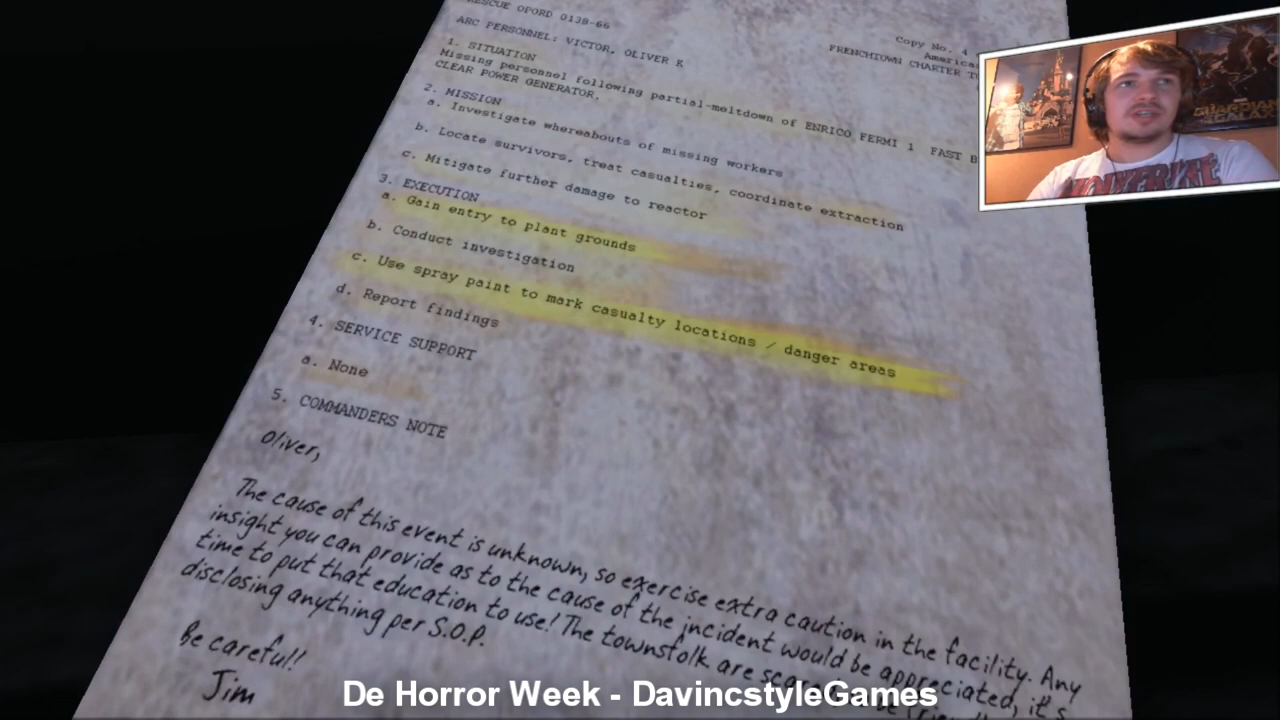 RESCUE OPORD 013B-66
Copy No. 4
ARC PERSONNEL: VICTOR, OLIVER K
FRENCHTOWN CHARTER
1. SITUATION
Missing personnel following partial-meltdown of ENRICO FERMI 1 FAST B
CLEAR POWER GENERATOR.
2. MISSION
a. Investigate whereabouts of missing workers
b. Locate survivors, treat casualties, coordinate extraction
c. Mitigate further damage to reactor
3. EXECUTION
a. Gain entry to plant grounds
b. Conduct investigation
c. Use spray paint to mark casualty locations / danger areas
d. Report findings
4. SERVICE SUPPORT
a. None
5. COMMANDERS NOTE
Oliver,
The cause of this event is unknown, so exercise extra caution in the facility. Any
insight you can provide as to the cause of the incident would be appreciated, it's
time to put that education to use! The townsfolk are
disclosing anything per S.O.P.
Be careful!
Jim
GUARDIANS
GALAXY
De Horror Week - DavincstyleGames